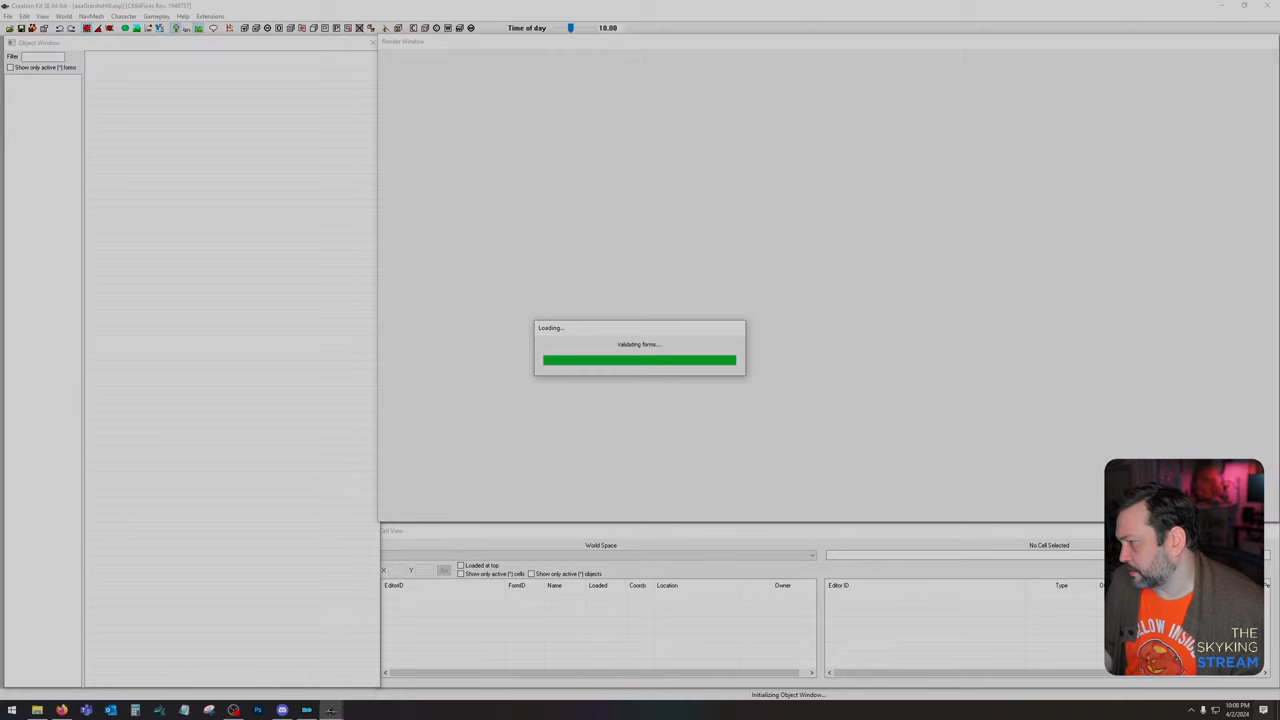 Creation Kit SE 64-bit - [aaaGraniteHill.esp] [CK64Fixes Rev. 1948737]
File Edit View World NavMesh Character Gameplay Help Extensions
Time of day 10.00
Object Window
Render Window
Filter
Show only active (*) forms
Loading...
Validating forms...
Cell View
World Space
No Cell Selected
X Y Go
Loaded at top
Show only active (*) cells
Show only active (*) objects
EditorID FormID Name Loaded Coords Location Owner
Editor ID Type
Initializing Object Window...
THE
SKYKING
STREAM
10:08 PM
4/2/2024